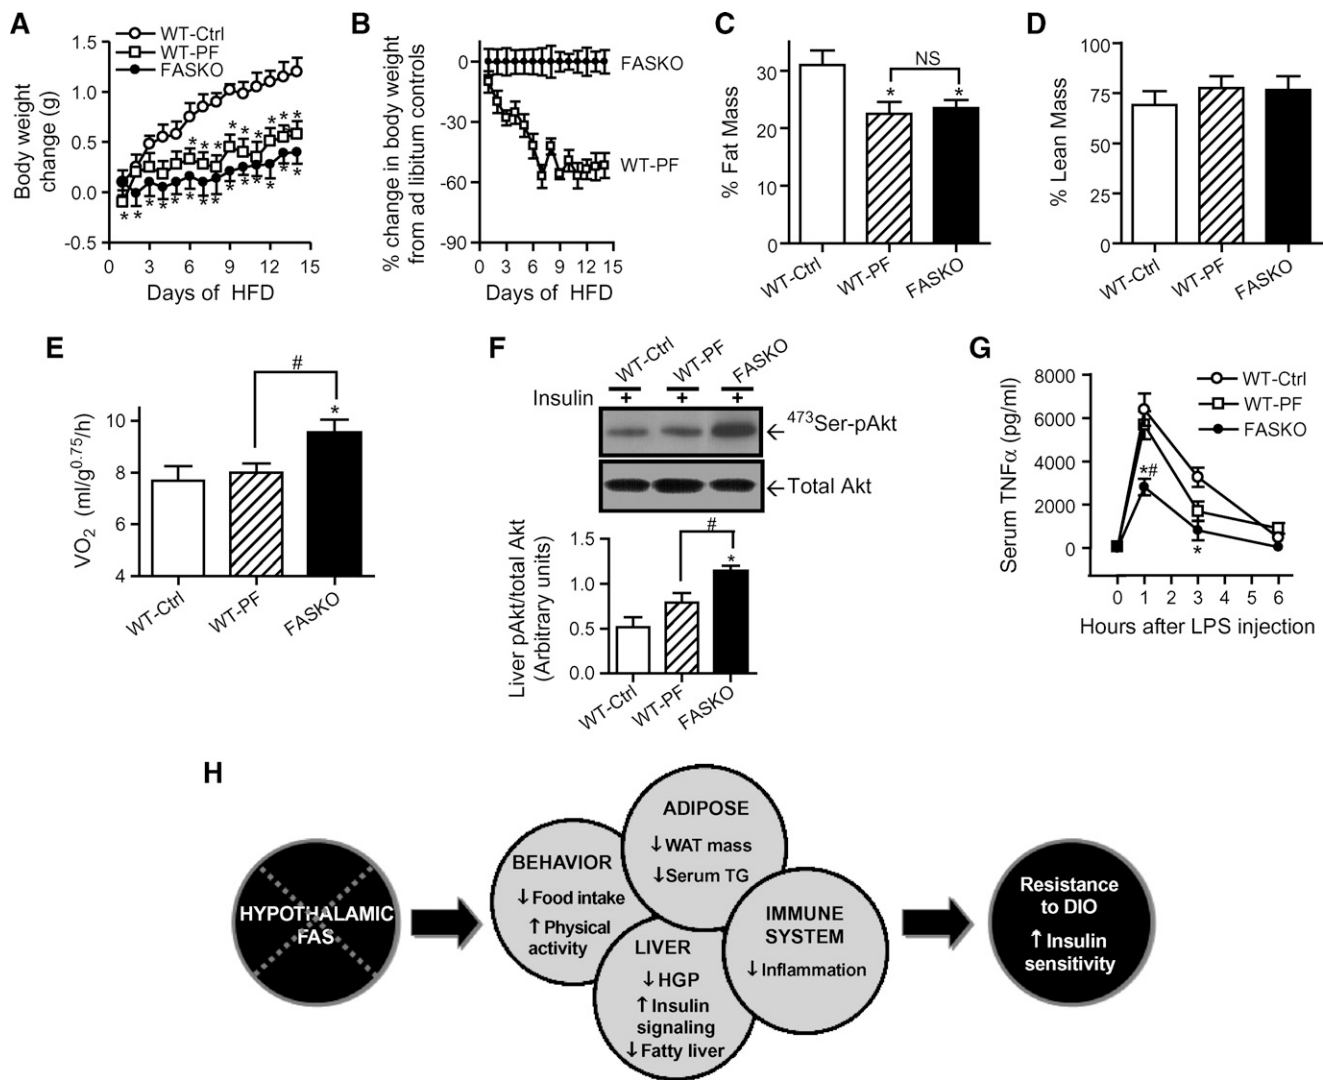 A
WT-Ctrl
WT-PF
FASKO
Body weight
change (g)
1.5
1.0
0.5
0.0
-0.5
* * * * * * * * *
* * * * * * * * * * * * * *
0 3 6 9 12 15
Days of HFD
B
% change in body weight
from ad libitum controls
0
-30
-60
-90
FASKO
WT-PF
0 3 6 9 12 15
Days of HFD
C
% Fat Mass
30
20
10
0
NS
* *
WT-Ctrl
WT-PF
FASKO
D
% Lean Mass
100
75
50
25
0
WT-Ctrl
WT-PF
FASKO
E
VO2 (ml/g0.75/h)
10
8
6
4
#
*
WT-Ctrl
WT-PF
FASKO
F
WT-Ctrl
WT-PF
FASKO
Insulin + + +
←473Ser-pAkt
←Total Akt
Liver pAkt/total Akt
(Arbitrary units)
1.5
1.0
0.5
0.0
#
*
WT-Ctrl
WT-PF
FASKO
G
Serum TNFα (pg/ml)
8000
6000
4000
2000
0
WT-Ctrl
WT-PF
FASKO
*#
*
0 1 2 3 4 5 6
Hours after LPS injection
H
HYPOTHALAMIC
FAS
BEHAVIOR
↓Food intake
↑Physical
activity
ADIPOSE
↓WAT mass
↓Serum TG
LIVER
↓HGP
↑Insulin
signaling
↓Fatty liver
IMMUNE
SYSTEM
↓Inflammation
Resistance
to DIO
↑Insulin
sensitivity